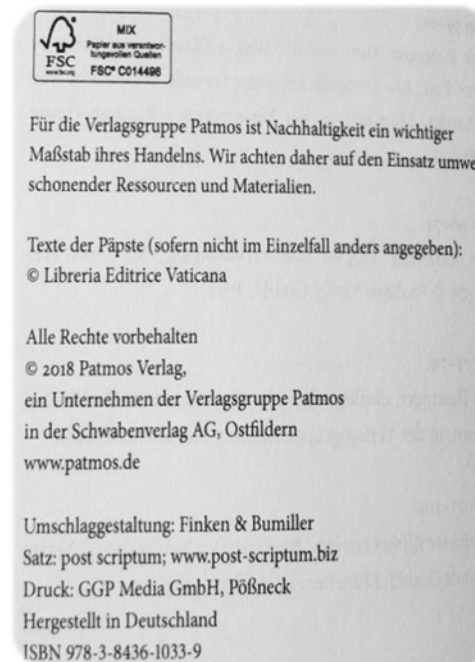 MIX
Papier aus verantwor-
tungsvollen Quellen
FSC
www.fsc.org
FSC® C014496
Für die Verlagsgruppe Patmos ist Nachhaltigkeit ein wichtiger
Maßstab ihres Handelns. Wir achten daher auf den Einsatz umwe
schonender Ressourcen und Materialien.
Texte der Päpste (sofern nicht im Einzelfall anders angegeben):
© Libreria Editrice Vaticana
Alle Rechte vorbehalten
© 2018 Patmos Verlag,
ein Unternehmen der Verlagsgruppe Patmos
in der Schwabenverlag AG, Ostfildern
www.patmos.de
Umschlaggestaltung: Finken & Bumiller
Satz: post scriptum; www.post-scriptum.biz
Druck: GGP Media GmbH, Pößneck
Hergestellt in Deutschland
ISBN 978-3-8436-1033-9